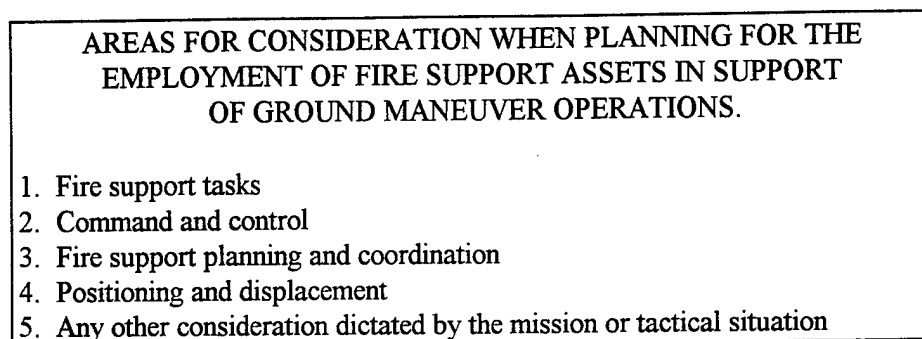 AREAS FOR CONSIDERATION WHEN PLANNING FOR THE
EMPLOYMENT OF FIRE SUPPORT ASSETS IN SUPPORT
OF GROUND MANEUVER OPERATIONS.
1. Fire support tasks
2. Command and control
3. Fire support planning and coordination
4. Positioning and displacement
5. Any other consideration dictated by the mission or tactical situation